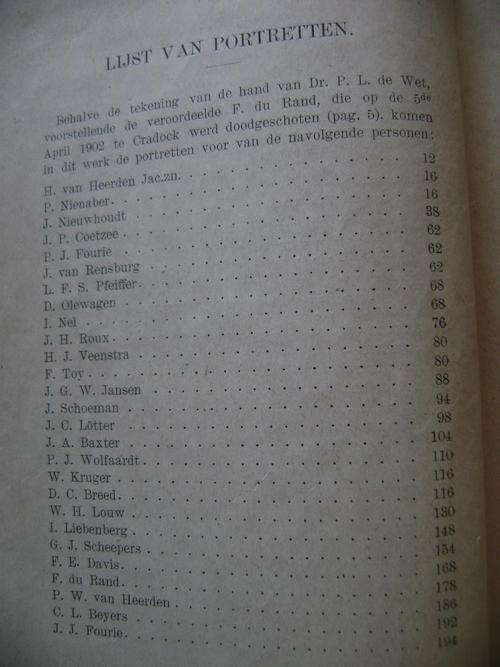 LIJST VAN PORTRETTEN.
Behalve de tekening van de hand van Dr. P. L. de Wet,
voorstellende de veroordeelde F. du Rand, die op de 5de
April 1902 te Cradock werd doodgeschoten (pag. 5), komen
in dit werk de portretten voor van de navolgende personen:
H. van Heerden Jac.zn. 12
P. Nienaber. 16
J. Nieuwhoudt 16
J. P. Coetzee 38
P. J. Fourie 62
J. van Rensburg 62
L. F. S. Pfeiffer. 62
D. Olewagen 68
I. Nel 68
J. H. Roux. 76
H. J. Veenstra 80
F. Toy 80
J. G. W. Jansen 88
J. Schoeman 94
J. C. Lötter 98
J. A. Baxter 104
P. J. Wolfaardt. 110
W. Kruger 116
D. C. Breed. 116
W. H. Louw 130
I. Liebenberg 148
G. J. Scheepers 154
F. E. Davis. 168
F. du Rand. 178
P. W. van Heerden 186
C. L. Beyers 192
J. J. Fourie. 194